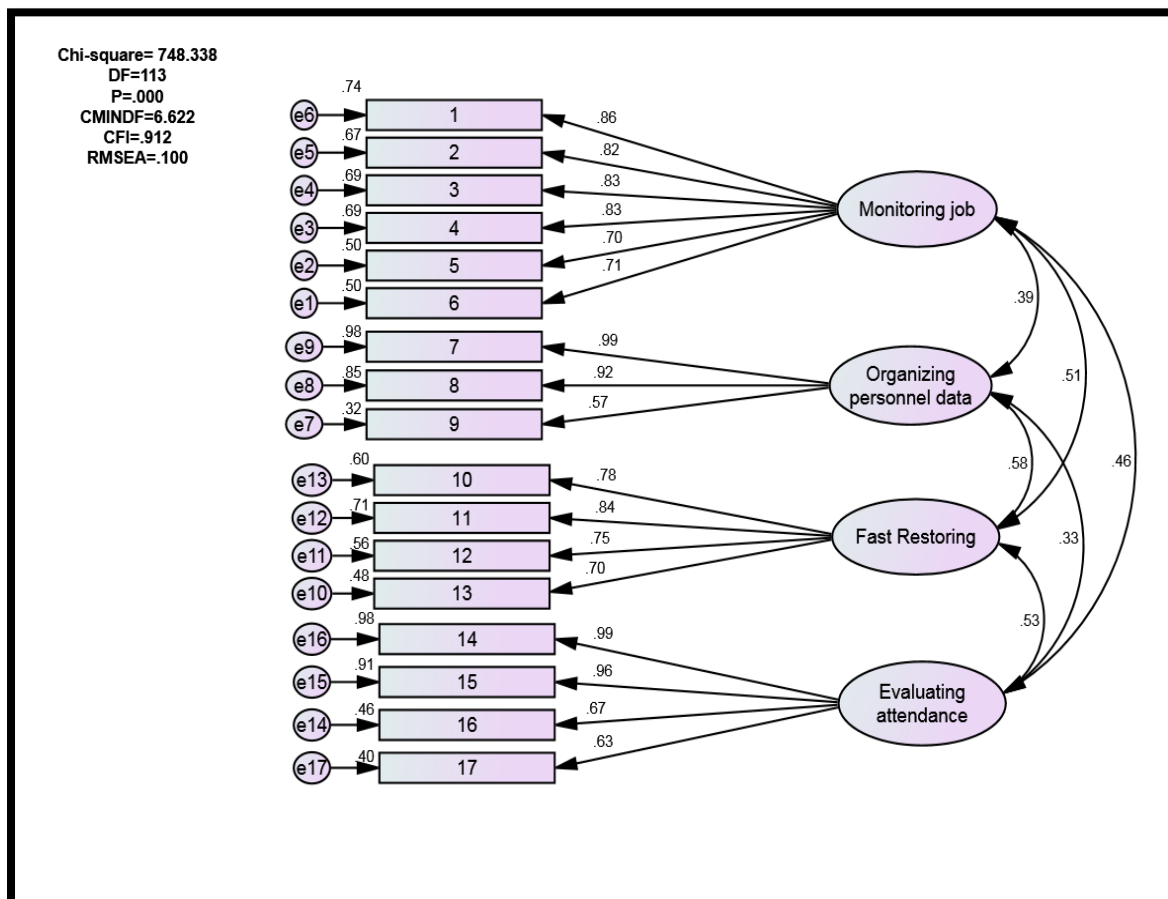 Chi-square= 748.338
DF=113
P=.000
CMINDF=6.622
CFI=.912
RMSEA=.100
e6 .74 1 .86
e5 .67 2 .82
e4 .69 3 .83
e3 .69 4 .83
e2 .50 5 .70
e1 .50 6 .71
Monitoring job
e9 .98 7 .99
e8 .85 8 .92
e7 .32 9 .57
Organizing
personnel data
e13 .60 10 .78
e12 .71 11 .84
e11 .56 12 .75
e10 .48 13 .70
Fast Restoring
e16 .98 14 .99
e15 .91 15 .96
e14 .46 16 .67
e17 .40 17 .63
Evaluating
attendance
.39
.51
.46
.58
.33
.53